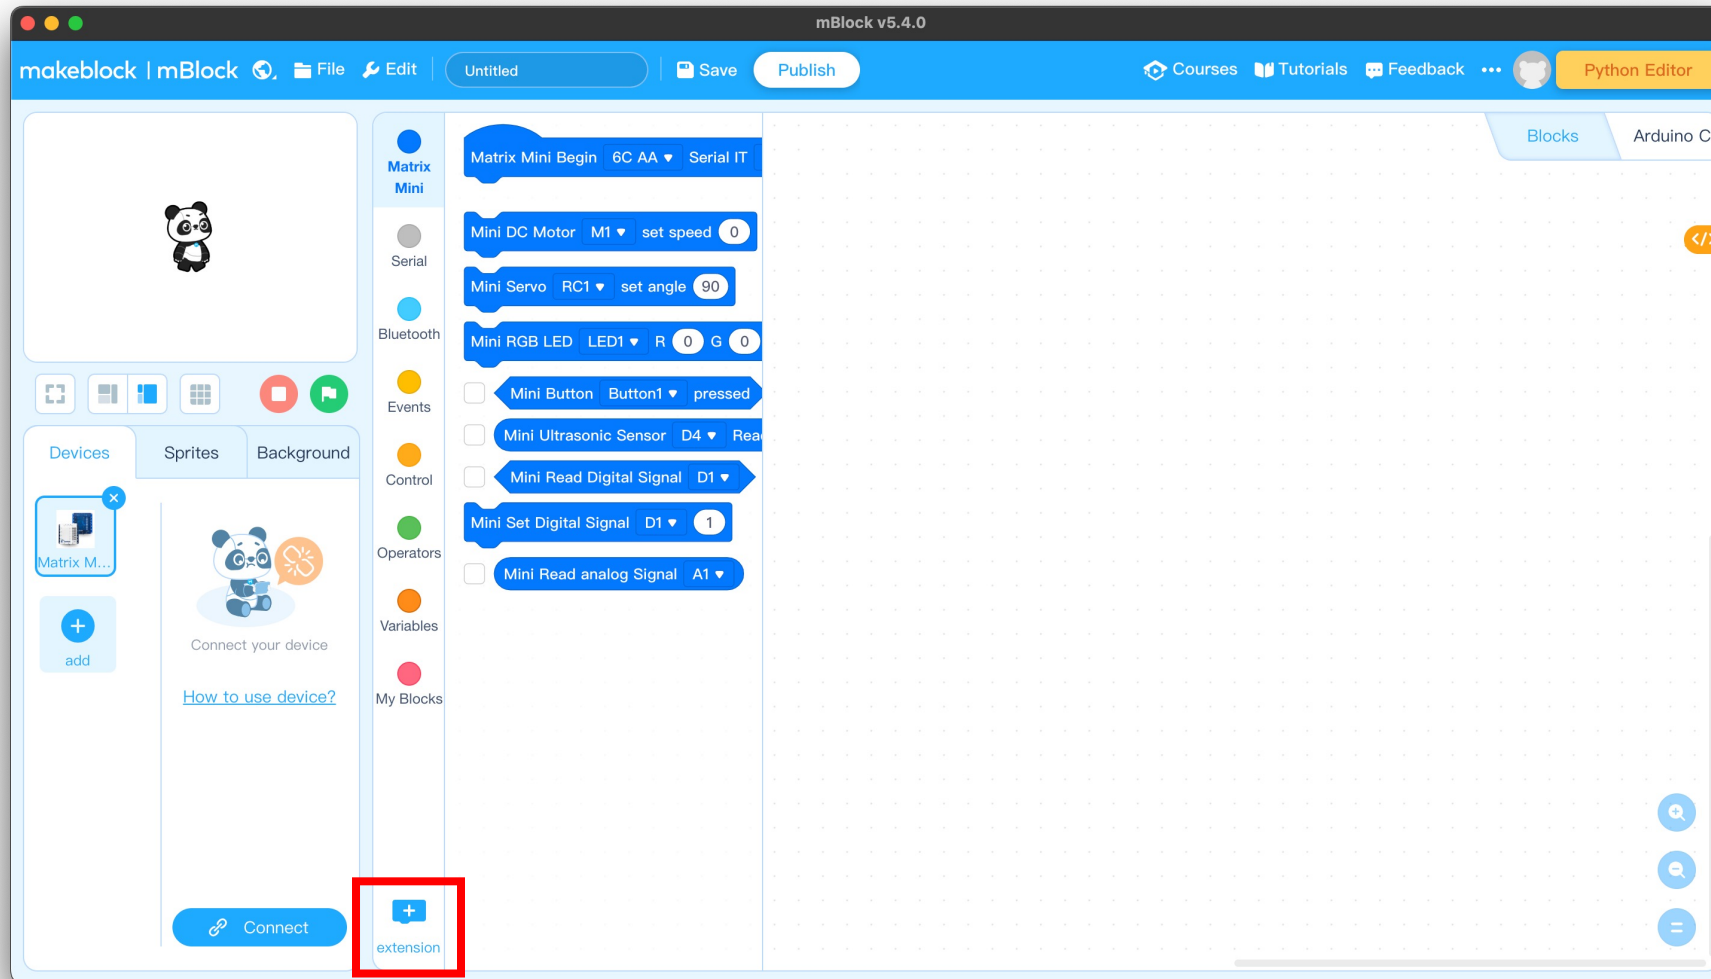 mBlock v5.4.0
makeblock | mBlock File Edit Untitled Save Publish Courses Tutorials Feedback Python Editor
Blocks Arduino C
Matrix
Mini
Serial
Bluetooth
Events
Control
Operators
Variables
My Blocks
extension
Matrix Mini Begin 6C AA Serial IT
Mini DC Motor M1 set speed 0
Mini Servo RC1 set angle 90
Mini RGB LED LED1 R 0 G 0
Mini Button Button1 pressed
Mini Ultrasonic Sensor D4 Rea
Mini Read Digital Signal D1
Mini Set Digital Signal D1 1
Mini Read analog Signal A1
Devices Sprites Background
Matrix M...
add
Connect your device
How to use device?
Connect